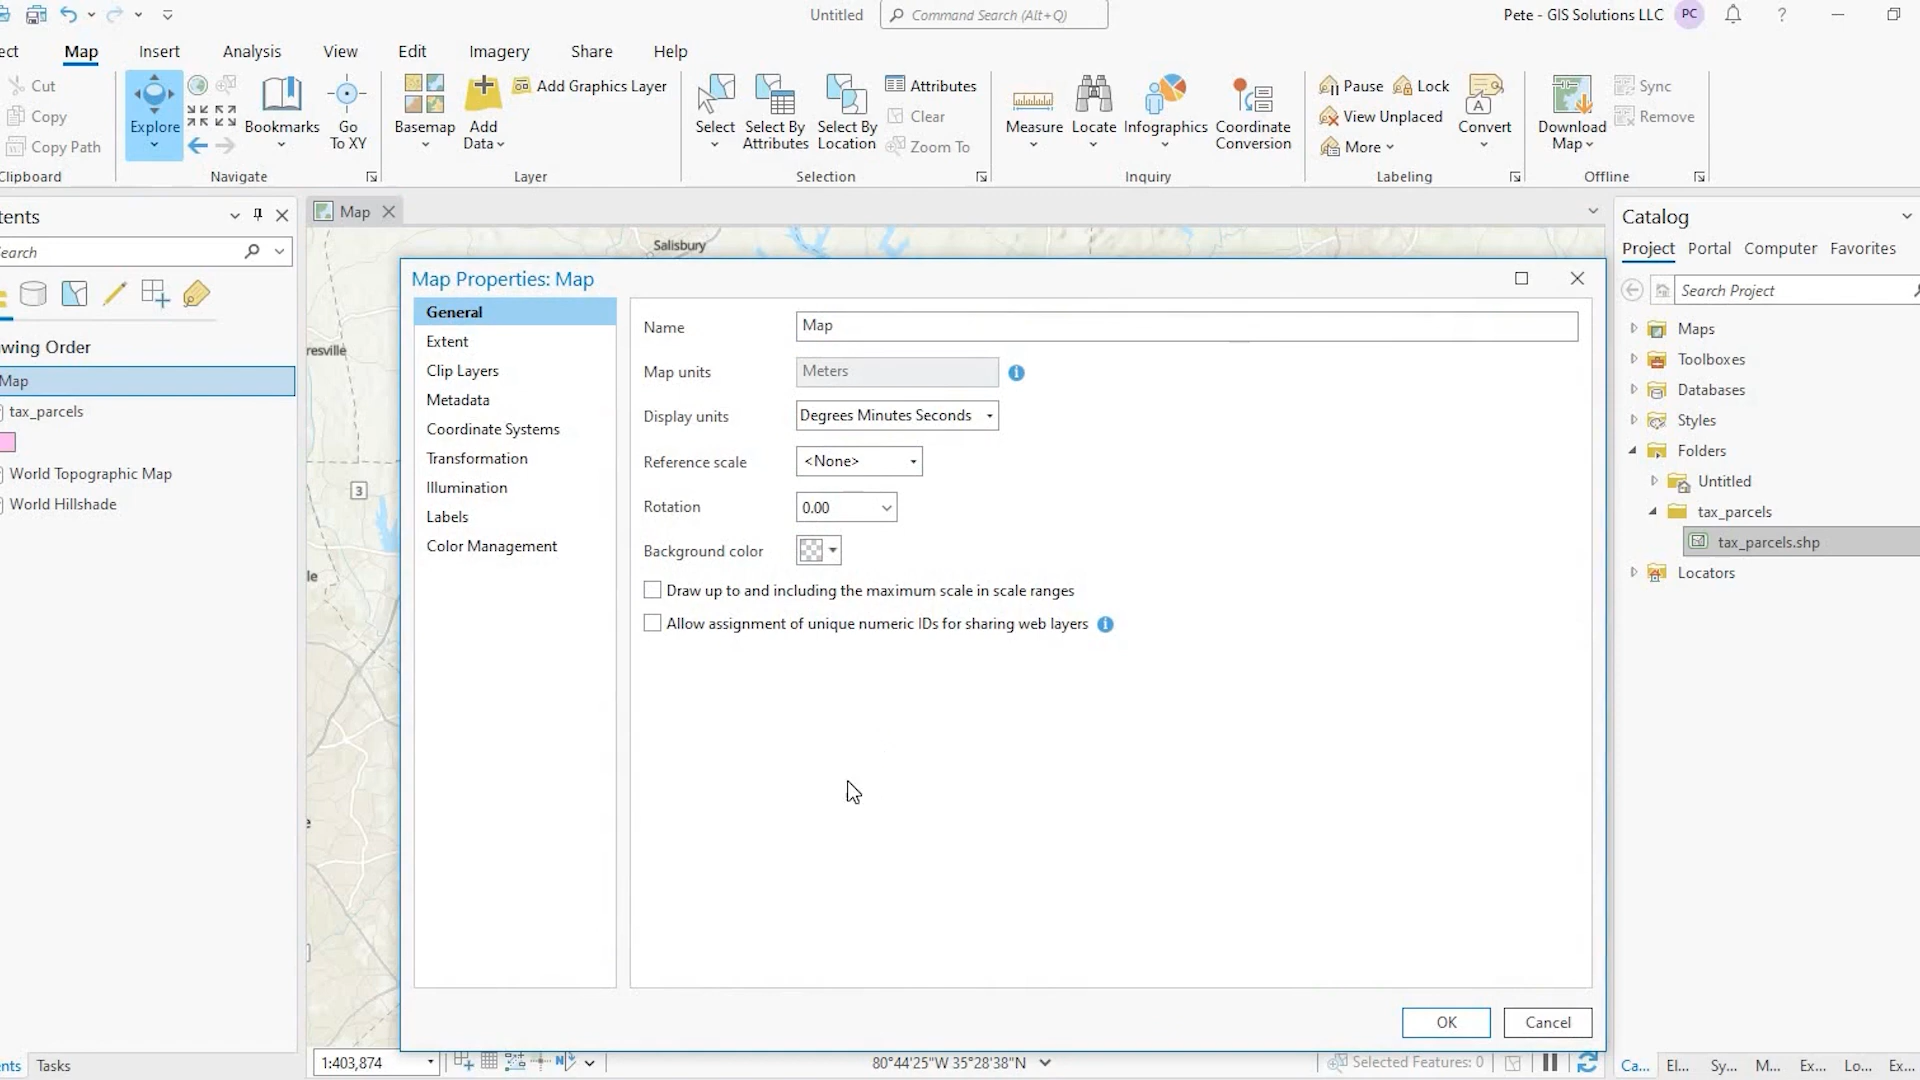 Untitled
Command Search (Alt+Q)
Pete - GIS Solutions LLC
PC
?
ect
Map
Insert
Analysis
View
Edit
Imagery
Share
Help
Cut
Copy
Copy Path
Clipboard
Explore
Bookmarks
Go
To XY
Navigate
Basemap
Add
Data
Add Graphics Layer
Layer
Select
Select By
Attributes
Select By
Location
Attributes
Clear
Zoom To
Selection
Measure
Locate
Infographics
Coordinate
Conversion
Inquiry
Pause
Lock
View Unplaced
More
Convert
Labeling
Download
Map
Sync
Remove
Offline
tents
earch
wing Order
Map
tax_parcels
World Topographic Map
World Hillshade
ents
Tasks
Map
Salisbury
resville
3
le
Map Properties: Map
General
Extent
Clip Layers
Metadata
Coordinate Systems
Transformation
Illumination
Labels
Color Management
Name
Map
Map units
Meters
Display units
Degrees Minutes Seconds
Reference scale
<None>
Rotation
0.00
Background color
Draw up to and including the maximum scale in scale ranges
Allow assignment of unique numeric IDs for sharing web layers
OK
Cancel
1:403,874
80°44'25"W 35°28'38"N
Selected Features: 0
Catalog
Project
Portal
Computer
Favorites
Search Project
Maps
Toolboxes
Databases
Styles
Folders
Untitled
tax_parcels
tax_parcels.shp
Locators
Ca...
El...
Sy...
M...
Ex...
Lo...
Ex...